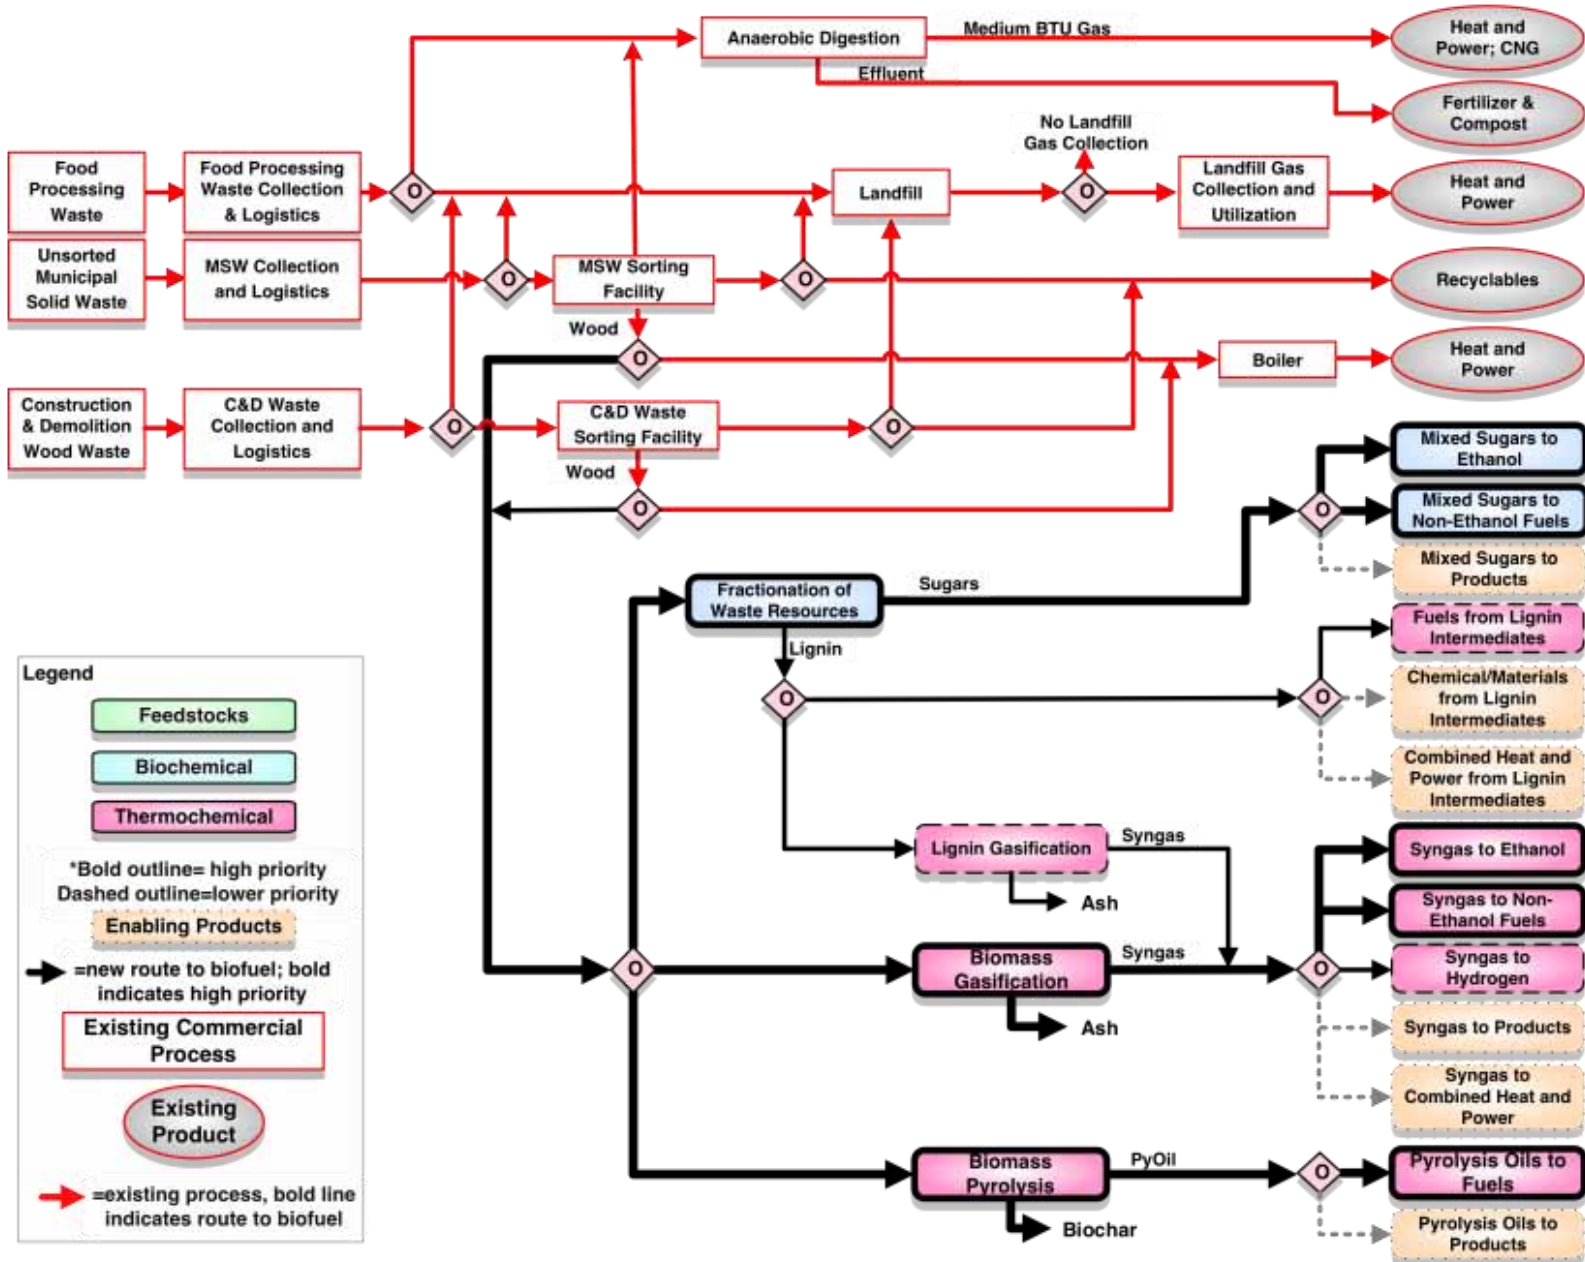 Anaerobic Digestion
Medium BTU Gas
Heat and
Power; CNG
Effluent
Fertilizer &
Compost
No Landfill
Gas Collection
Food
Processing
Waste
Food Processing
Waste Collection
& Logistics
O
Landfill
O
Landfill Gas
Collection and
Utilization
Heat and
Power
Unsorted
Municipal
Solid Waste
MSW Collection
and Logistics
O
MSW Sorting
Facility
O
Recyclables
Wood
O
Boiler
Heat and
Power
Construction
& Demolition
Wood Waste
C&D Waste
Collection and
Logistics
O
C&D Waste
Sorting Facility
O
Wood
O
Mixed Sugars to
Ethanol
O
Mixed Sugars to
Non-Ethanol Fuels
Mixed Sugars to
Products
Fractionation of
Waste Resources
Sugars
Lignin
O
Fuels from Lignin
Intermediates
O
Chemical/Materials
from Lignin
Intermediates
Combined Heat and
Power from Lignin
Intermediates
Lignin Gasification
Syngas
Ash
Syngas to Ethanol
Syngas to Non-
Ethanol Fuels
O
Biomass
Gasification
Syngas
Ash
O
Syngas to
Hydrogen
Syngas to Products
Syngas to
Combined Heat and
Power
Biomass
Pyrolysis
PyOil
Biochar
O
Pyrolysis Oils to
Fuels
Pyrolysis Oils to
Products
Legend
Feedstocks
Biochemical
Thermochemical
*Bold outline= high priority
Dashed outline=lower priority
Enabling Products
=new route to biofuel; bold
indicates high priority
Existing Commercial
Process
Existing
Product
=existing process, bold line
indicates route to biofuel